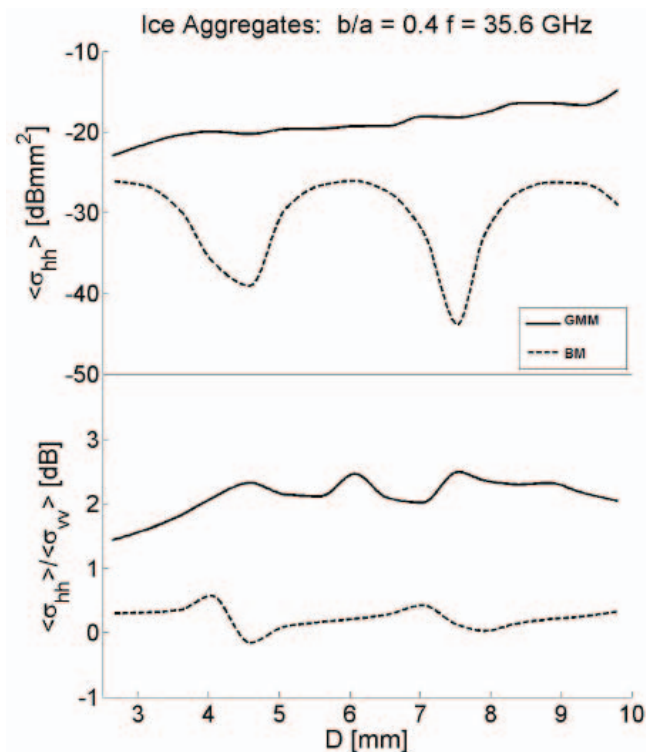 Ice Aggregates: b/a = 0.4 f = 35.6 GHz
-10
-20
-30
-40
-50
<σhh> [dBmm²]
GMM
BM
3
2
1
0
-1
<σhh>/<σvv> [dB]
3 4 5 6 7 8 9 10
D [mm]